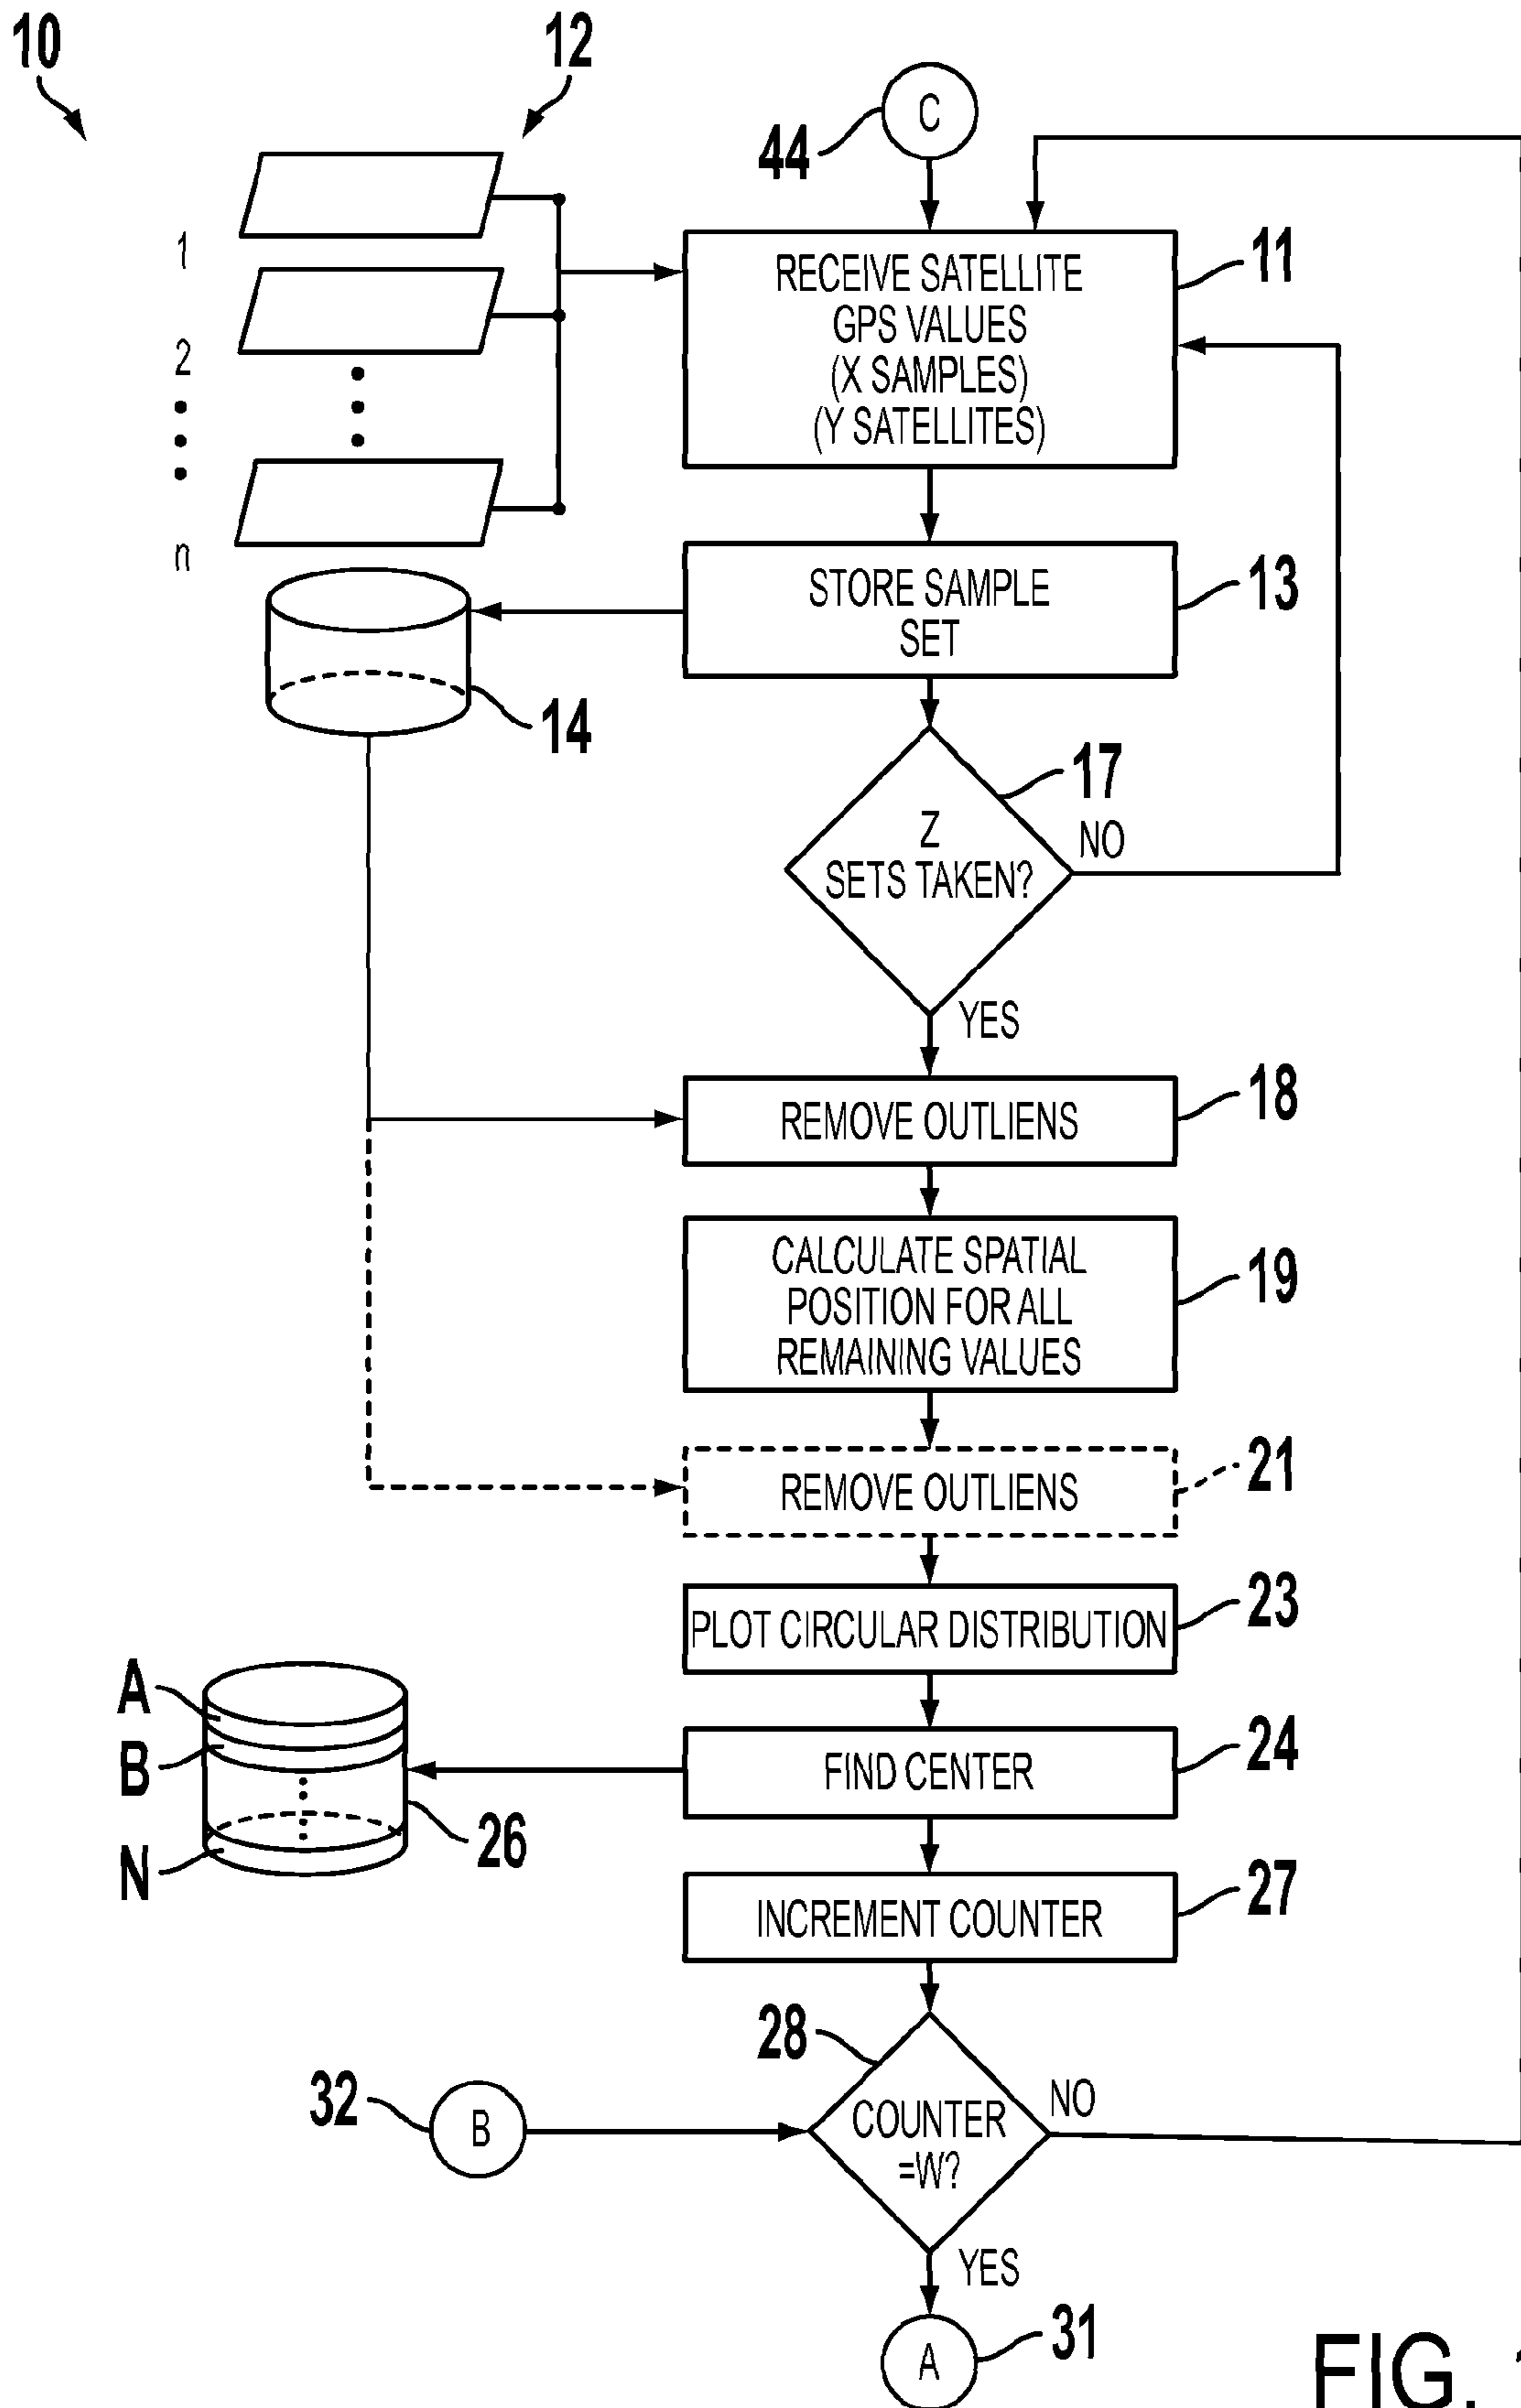 10
12
C
44
1
2
n
RECEIVE SATELLITE
GPS VALUES
(X SAMPLES)
(Y SATELLITES)
11
STORE SAMPLE
SET
13
14
17
Z
SETS TAKEN?
NO
YES
REMOVE OUTLIENS
18
CALCULATE SPATIAL
POSITION FOR ALL
REMAINING VALUES
19
REMOVE OUTLIENS
21
PLOT CIRCULAR DISTRIBUTION
23
A
B
N
26
FIND CENTER
24
INCREMENT COUNTER
27
28
32
B
COUNTER
=W?
NO
YES
A
31
FIG.